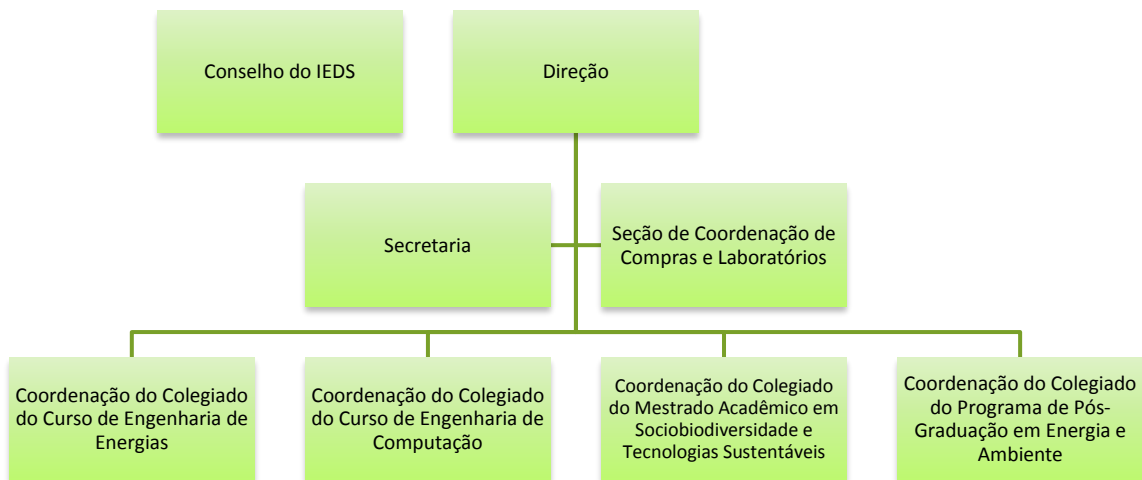 Conselho do IEDS
Direção
Secretaria
Seção de Coordenação de
Compras e Laboratórios
Coordenação do Colegiado
do Curso de Engenharia de
Energias
Coordenação do Colegiado
do Curso de Engenharia de
Computação
Coordenação do Colegiado
do Mestrado Acadêmico em
Sociobiodiversidade e
Tecnologias Sustentáveis
Coordenação do Colegiado
do Programa de Pós-
Graduação em Energia e
Ambiente